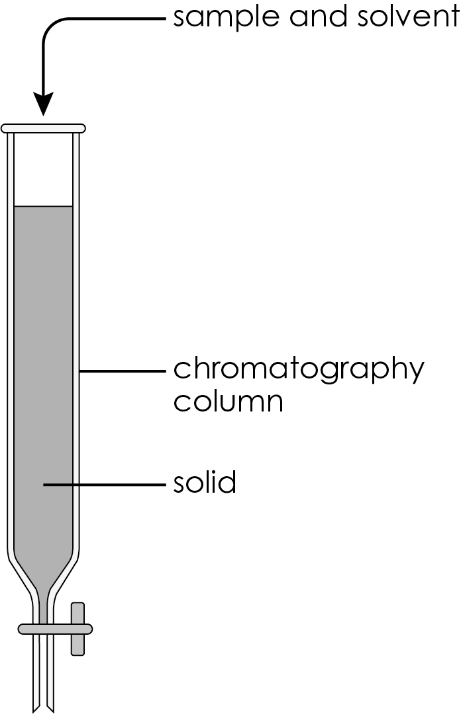 sample and solvent
chromatography
column
solid